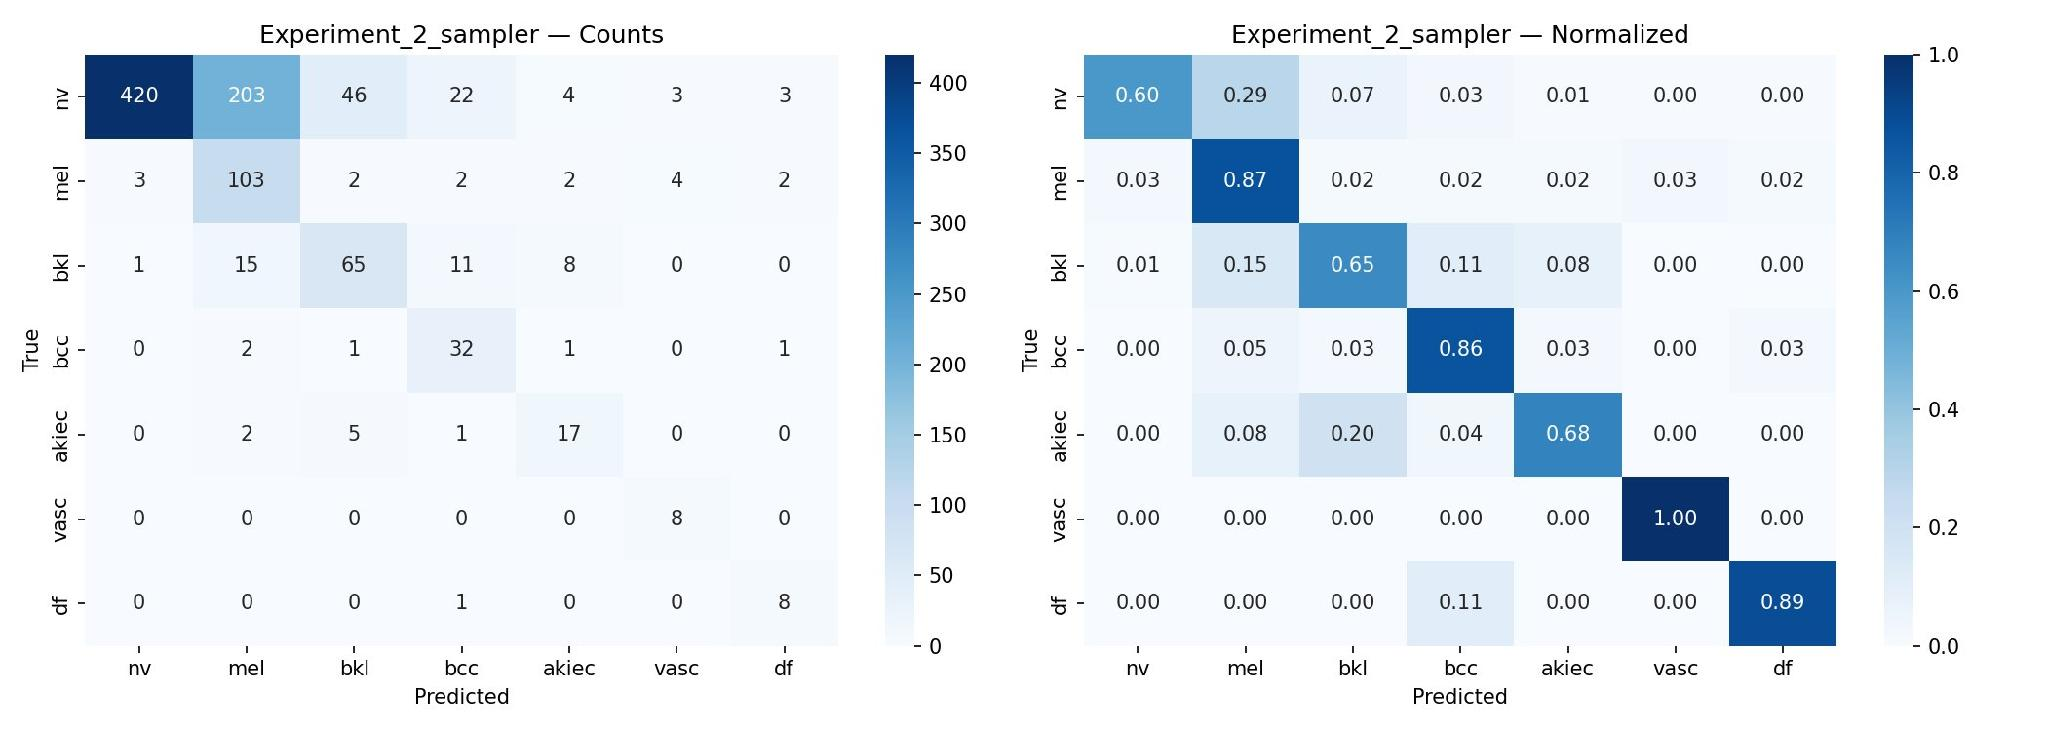 Experiment_2_sampler — Counts
True
nv 420 203 46 22 4 3 3
mel 3 103 2 2 2 4 2
bkl 1 15 65 11 8 0 0
bcc 0 2 1 32 1 0 1
akiec 0 2 5 1 17 0 0
vasc 0 0 0 0 0 8 0
df 0 0 0 1 0 0 8
nv mel bkl bcc akiec vasc df
Predicted
400
350
300
250
200
150
100
50
0
Experiment_2_sampler — Normalized
True
nv 0.60 0.29 0.07 0.03 0.01 0.00 0.00
mel 0.03 0.87 0.02 0.02 0.02 0.03 0.02
bkl 0.01 0.15 0.65 0.11 0.08 0.00 0.00
bcc 0.00 0.05 0.03 0.86 0.03 0.00 0.03
akiec 0.00 0.08 0.20 0.04 0.68 0.00 0.00
vasc 0.00 0.00 0.00 0.00 0.00 1.00 0.00
df 0.00 0.00 0.00 0.11 0.00 0.00 0.89
nv mel bkl bcc akiec vasc df
Predicted
1.0
0.8
0.6
0.4
0.2
0.0